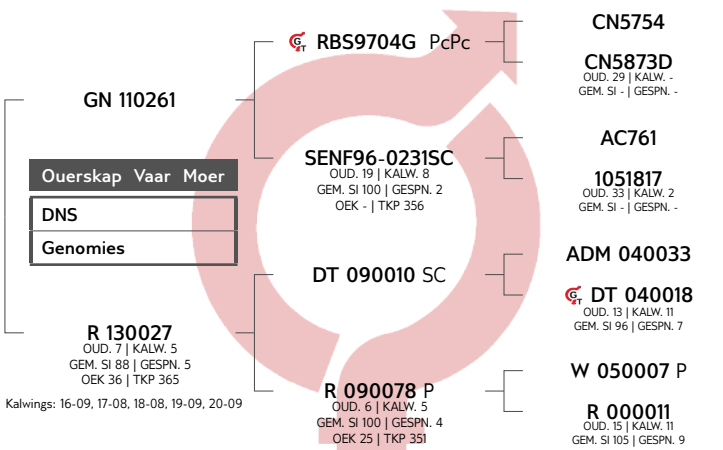 GN 110261
Ouerskap Vaar Moer
DNS
Genomies
R 130027
OUD. 7 | KALW. 5
GEM. SI 88 | GESPN. 5
OEK 36 | TKP 365
Kalwings: 16-09, 17-08, 18-08, 19-09, 20-09
GT RBS9704G PcPc
SENF96-0231SC
OUD. 19 | KALW. 8
GEM. SI 100 | GESPN. 2
OEK - | TKP 356
DT 090010 SC
R 090078 P
OUD. 6 | KALW. 5
GEM. SI 100 | GESPN. 4
OEK 25 | TKP 351
CN5754
CN5873D
OUD. 29 | KALW. -
GEM. SI - | GESPN. -
AC761
1051817
OUD. 33 | KALW. 2
GEM. SI - | GESPN. -
ADM 040033
GT DT 040018
OUD. 13 | KALW. 11
GEM. SI 96 | GESPN. 7
W 050007 P
R 000011
OUD. 15 | KALW. 11
GEM. SI 105 | GESPN. 9